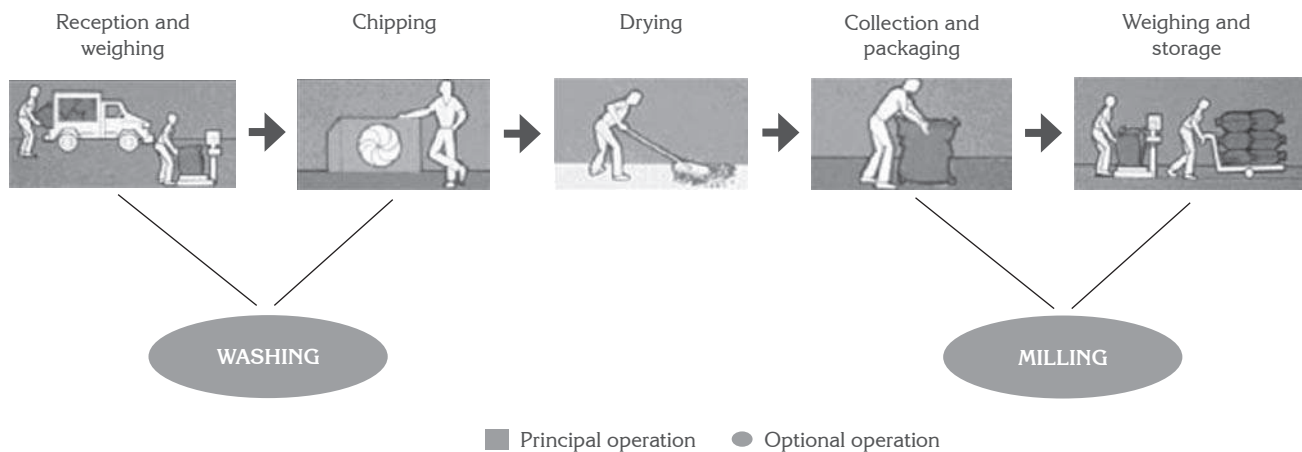 Reception and
weighing
Chipping
Drying
Collection and
packaging
Weighing and
storage
WASHING
MILLING
Principal operation
Optional operation